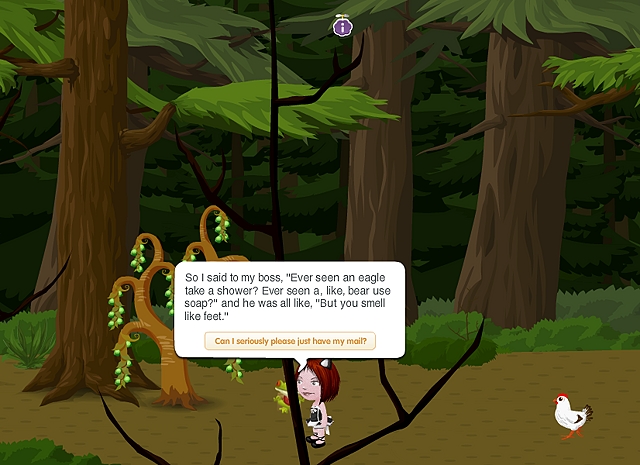 So I said to my boss, "Ever seen an eagle
take a shower? Ever seen a, like, bear use
soap?" and he was all like, "But you smell
like feet."
Can I seriously please just have my mail?